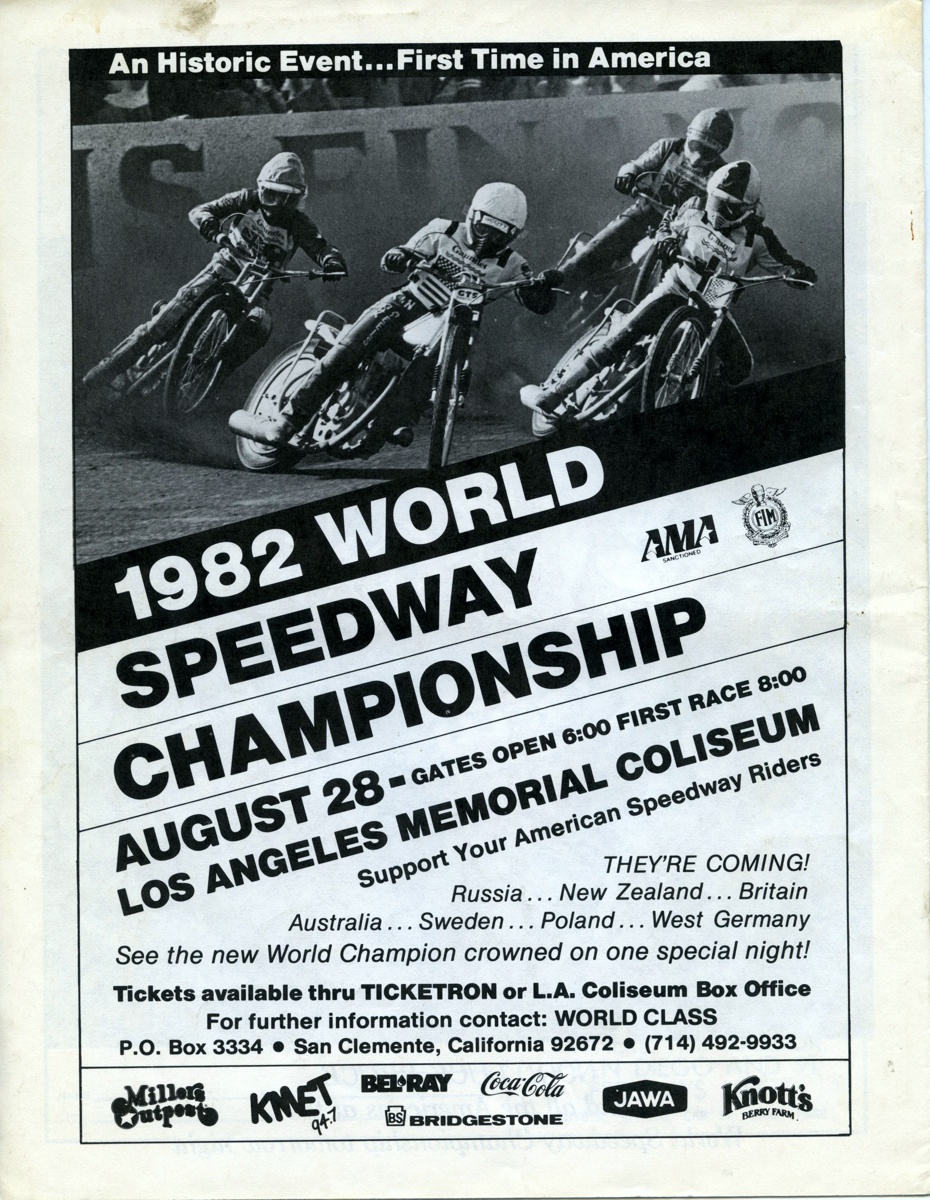 An Historic Event...First Time in America
1982 WORLD
SPEEDWAY
CHAMPIONSHIP
AMA
SANCTIONED
FIM
AUGUST 28 - GATES OPEN 6:00 FIRST RACE 8:00
LOS ANGELES MEMORIAL COLISEUM
Support Your American Speedway Riders
THEY'RE COMING!
Russia... New Zealand... Britain
Australia... Sweden... Poland... West Germany
See the new World Champion crowned on one special night!
Tickets available thru TICKETRON or L.A. Coliseum Box Office
For further information contact: WORLD CLASS
P.O. Box 3334 • San Clemente, California 92672 • (714) 492-9933
Millers Outpost
KMET 94.7
BEL-RAY
Coca-Cola
BS BRIDGESTONE
JAWA
Knott's
BERRY FARM